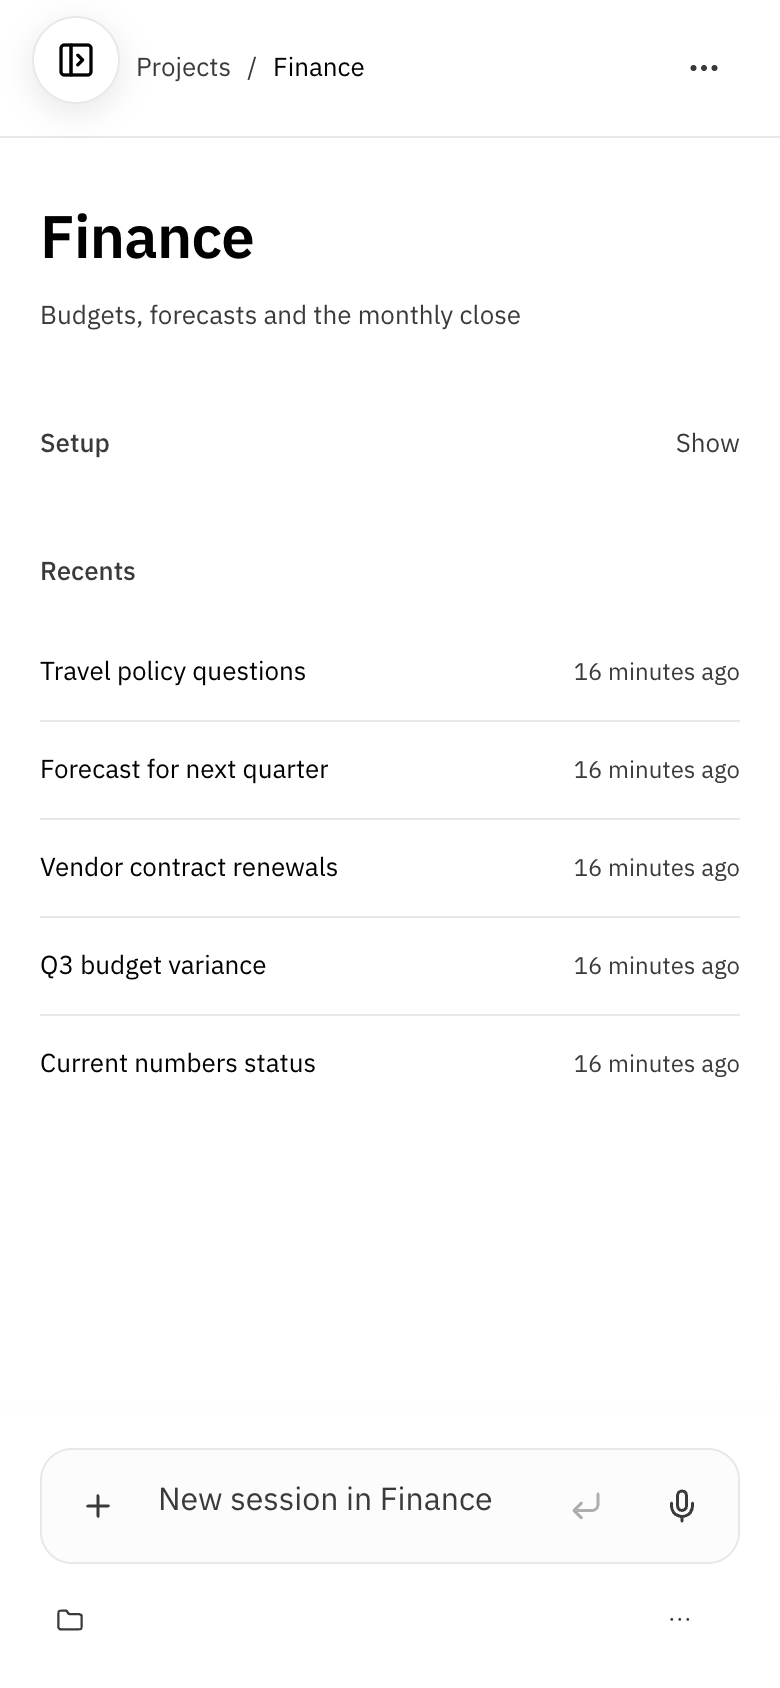 Projects / Finance
Finance
Budgets, forecasts and the monthly close
Setup Show
Recents
Travel policy questions 16 minutes ago
Forecast for next quarter 16 minutes ago
Vendor contract renewals 16 minutes ago
Q3 budget variance 16 minutes ago
Current numbers status 16 minutes ago
New session in Finance